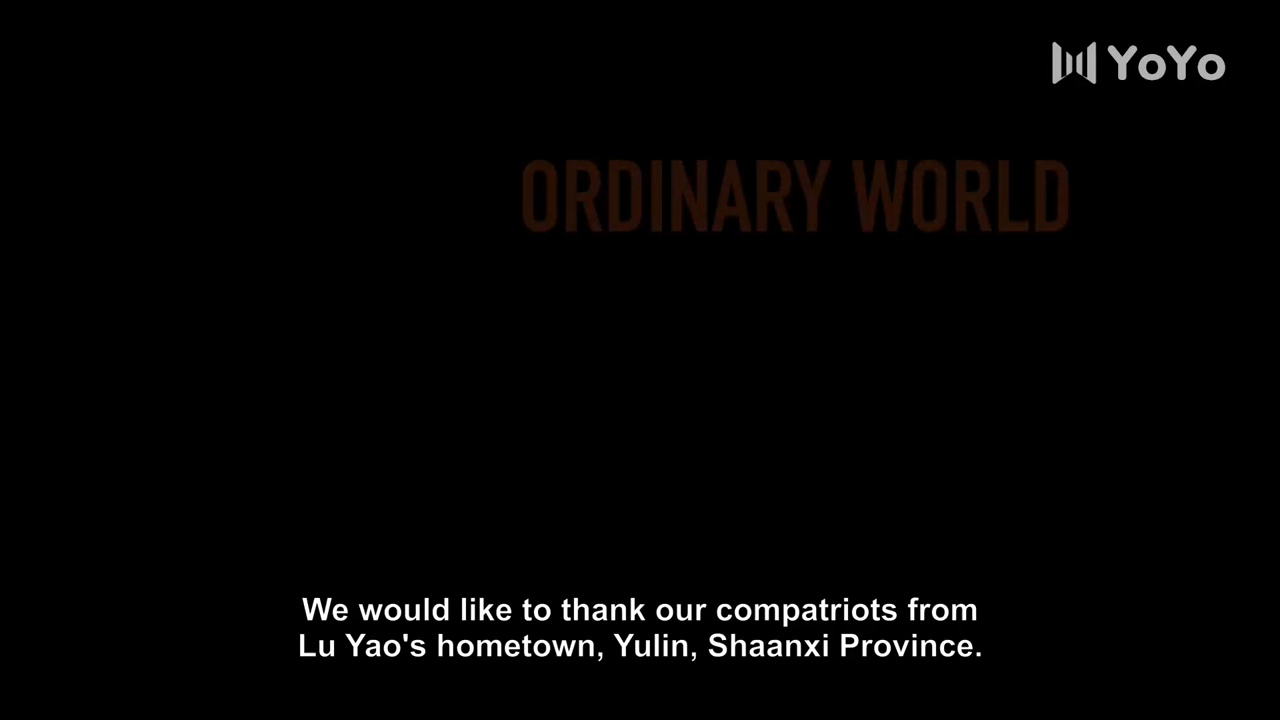 YoYo
ORDINARY WORLD
We would like to thank our compatriots from
Lu Yao's hometown, Yulin, Shaanxi Province.